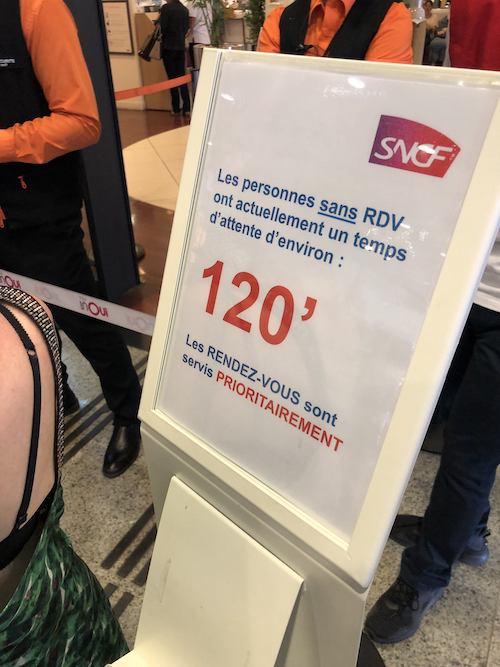 SNCF
Les personnes sans RDV
ont actuellement un temps
d'attente d'environ :
120'
Les RENDEZ-VOUS sont
servis PRIORITAIREMENT
inOui